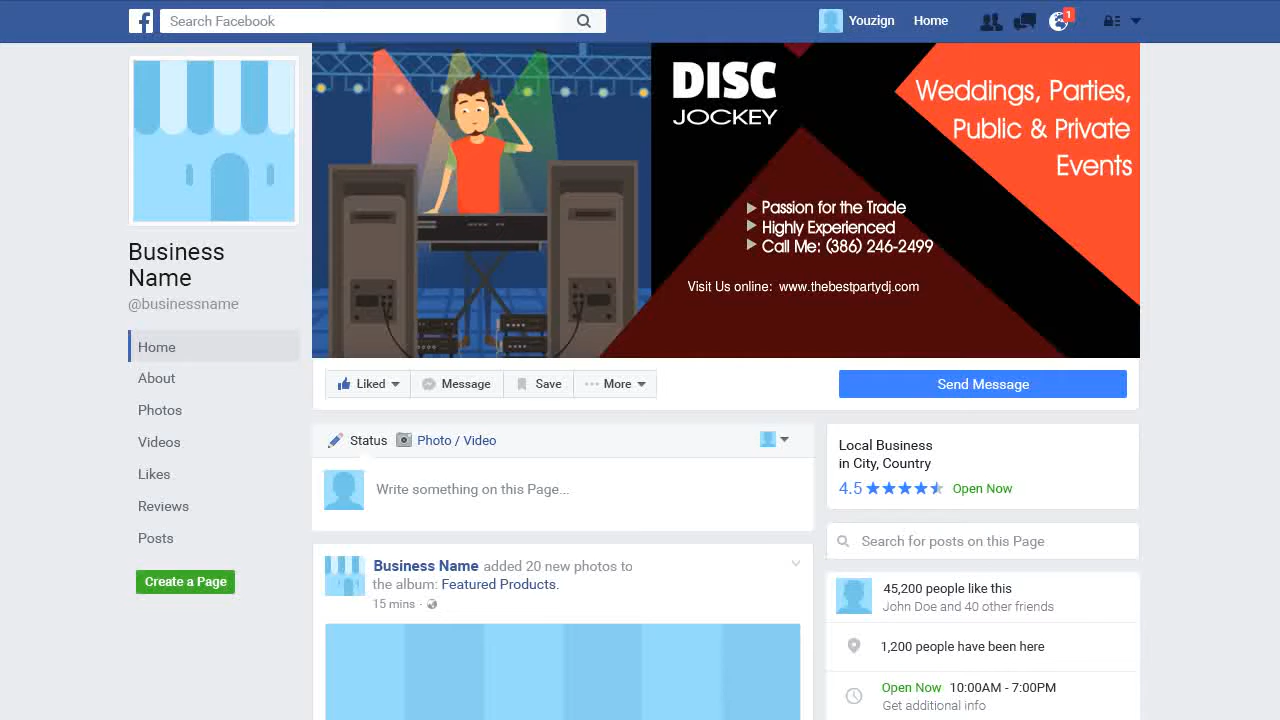 Search Facebook
Youzign
Home
1
DISC
JOCKEY
Weddings, Parties,
Public & Private
Events
Passion for the Trade
Highly Experienced
Call Me: (386) 246-2499
Visit Us online: www.thebestpartydj.com
Business
Name
@businessname
Home
About
Photos
Videos
Likes
Reviews
Posts
Create a Page
Liked
Message
Save
More
Send Message
Status
Photo / Video
Write something on this Page...
Business Name added 20 new photos to
the album: Featured Products.
15 mins ·
Local Business
in City, Country
4.5
Open Now
Search for posts on this Page
45,200 people like this
John Doe and 40 other friends
1,200 people have been here
Open Now 10:00AM - 7:00PM
Get additional info